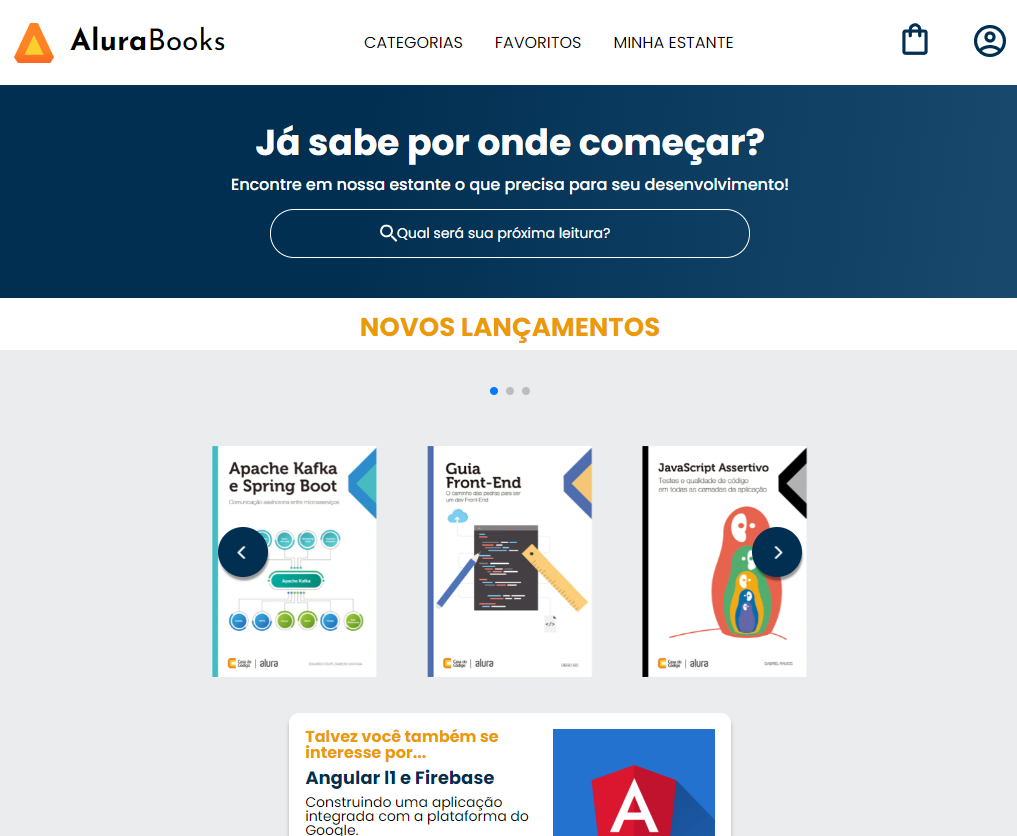 AluraBooks
CATEGORIAS
FAVORITOS
MINHA ESTANTE
Já sabe por onde começar?
Encontre em nossa estante o que precisa para seu desenvolvimento!
Qual será sua próxima leitura?
NOVOS LANÇAMENTOS
Apache Kafka
e Spring Boot
Comunicação assíncrona entre microsserviços
Apache Kafka
Casa do
Código
alura
Guia
Front-End
O caminho das pedras para ser
um dev Front-End
</>
Casa do
Código
alura
JavaScript Assertivo
Testes e qualidade de código
em todas as camadas da aplicação
Casa do
Código
alura
Talvez você também se
interesse por...
Angular 11 e Firebase
Construindo uma aplicação
integrada com a plataforma do
Google.